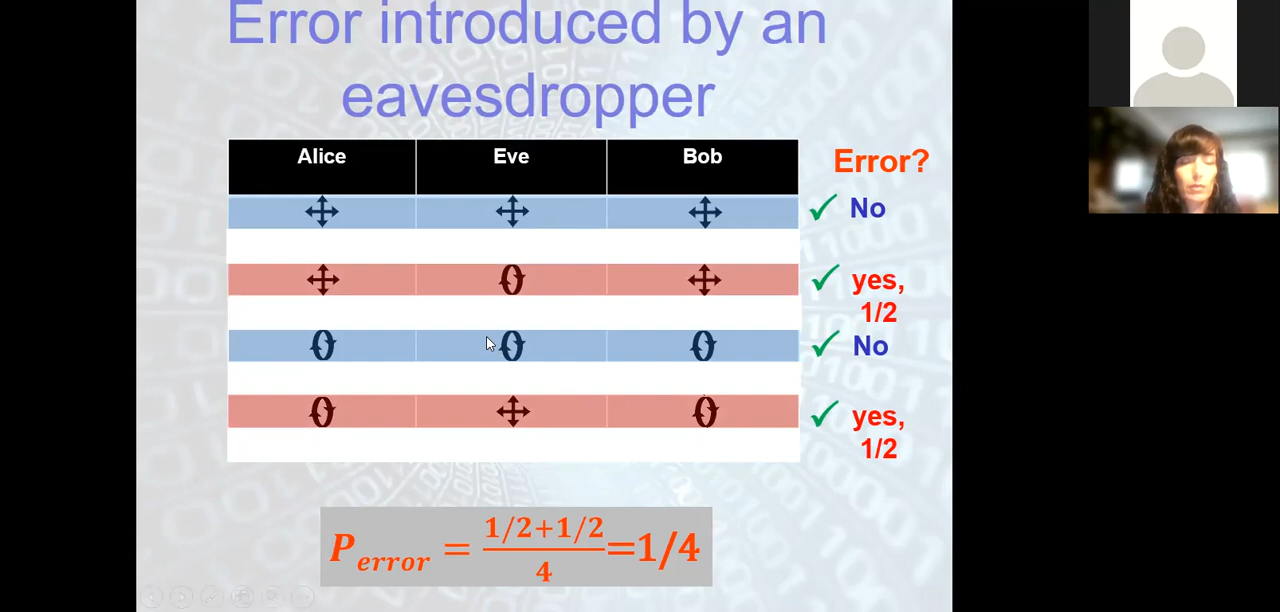 Error introduced by an
eavesdropper
Alice Eve Bob
Error?
No
yes,
1/2
No
yes,
1/2
P_error = (1/2+1/2)/4 =1/4